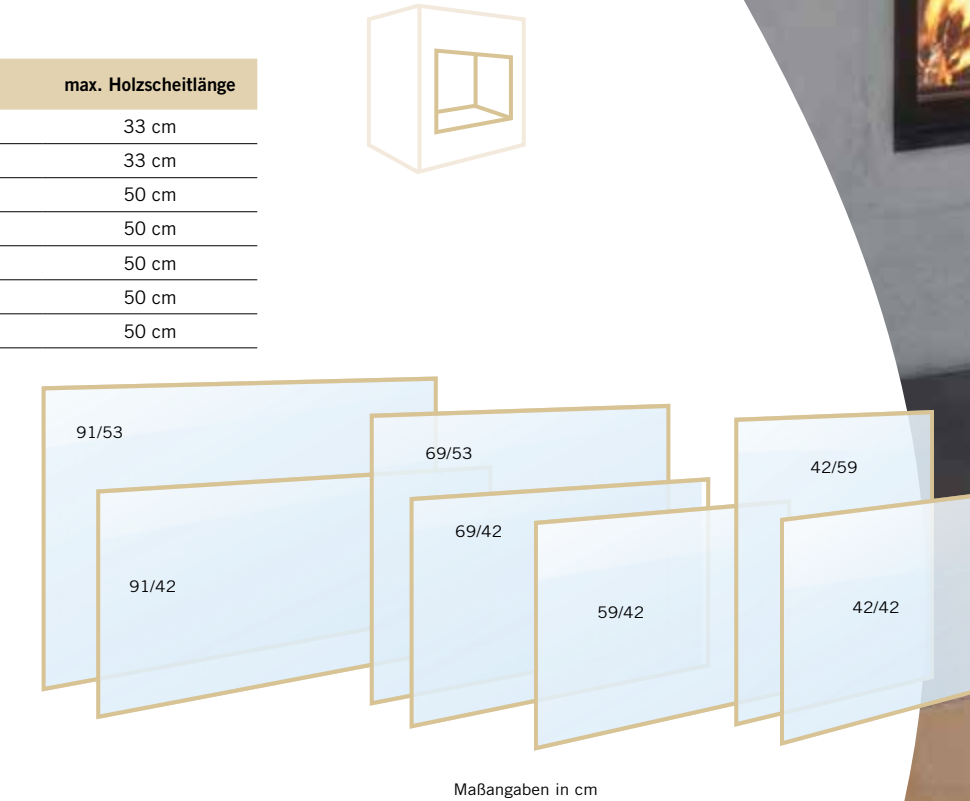 max. Holzscheitlänge
33 cm
33 cm
50 cm
50 cm
50 cm
50 cm
50 cm
91/53
69/53
42/59
69/42
91/42
59/42
42/42
Maßangaben in cm